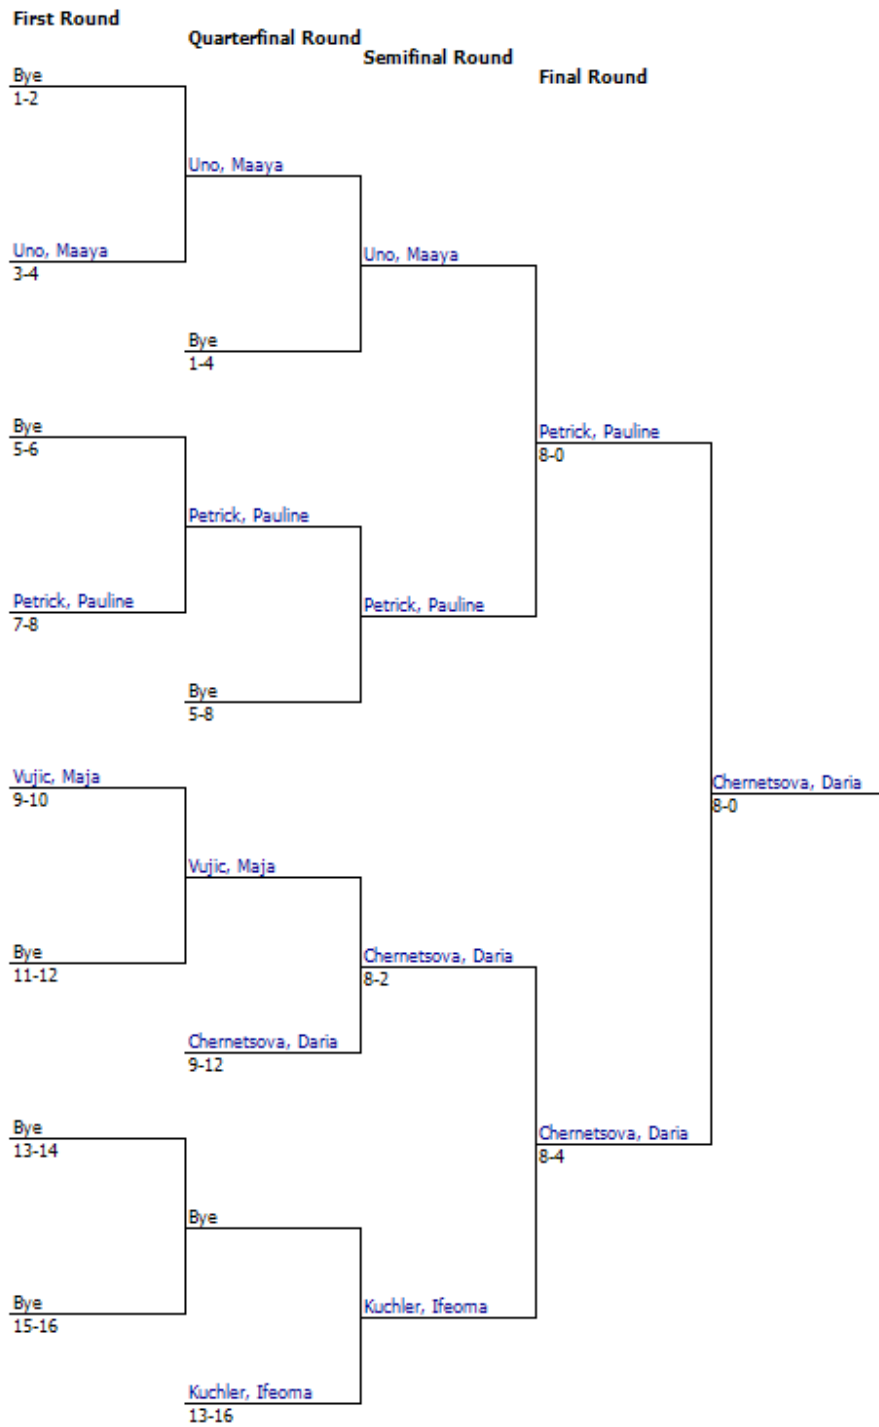 First Round
Quarterfinal Round
Semifinal Round
Final Round
Bye
1-2
Uno, Maaya
Uno, Maaya
3-4
Uno, Maaya
Bye
1-4
Bye
5-6
Petrick, Pauline
8-0
Petrick, Pauline
Petrick, Pauline
7-8
Petrick, Pauline
Bye
5-8
Vujic, Maja
9-10
Chernetsova, Daria
8-0
Vujic, Maja
Bye
11-12
Chernetsova, Daria
8-2
Chernetsova, Daria
9-12
Bye
13-14
Chernetsova, Daria
8-4
Bye
Bye
15-16
Kuchler, Ifeoma
Kuchler, Ifeoma
13-16